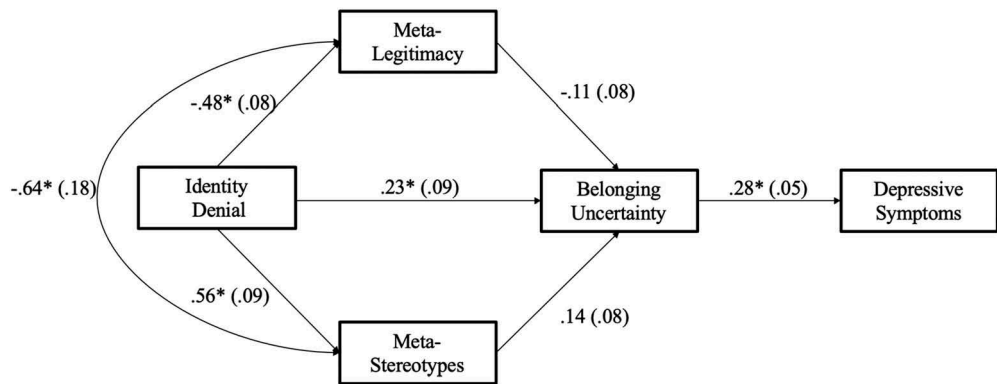 Meta-
Legitimacy
-.48* (.08)
-.11 (.08)
-.64* (.18)
Identity
Denial
.23* (.09)
Belonging
Uncertainty
.28* (.05)
Depressive
Symptoms
.56* (.09)
.14 (.08)
Meta-
Stereotypes